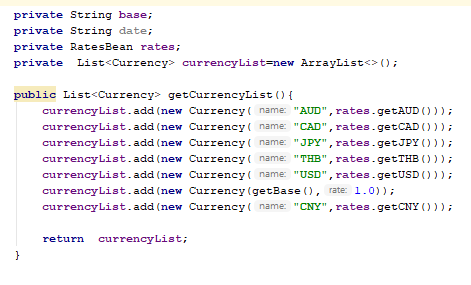 private String base;
private String date;
private RatesBean rates;
private  List<Currency> currencyList=new ArrayList<>();
public List<Currency> getCurrencyList(){
currencyList.add(new Currency( name: "AUD",rates.getAUD()));
currencyList.add(new Currency( name: "CAD",rates.getCAD()));
currencyList.add(new Currency( name: "JPY",rates.getJPY()));
currencyList.add(new Currency( name: "THB",rates.getTHB()));
currencyList.add(new Currency( name: "USD",rates.getUSD()));
currencyList.add(new Currency(getBase(), rate: 1.0));
currencyList.add(new Currency( name: "CNY",rates.getCNY()));
return  currencyList;
}